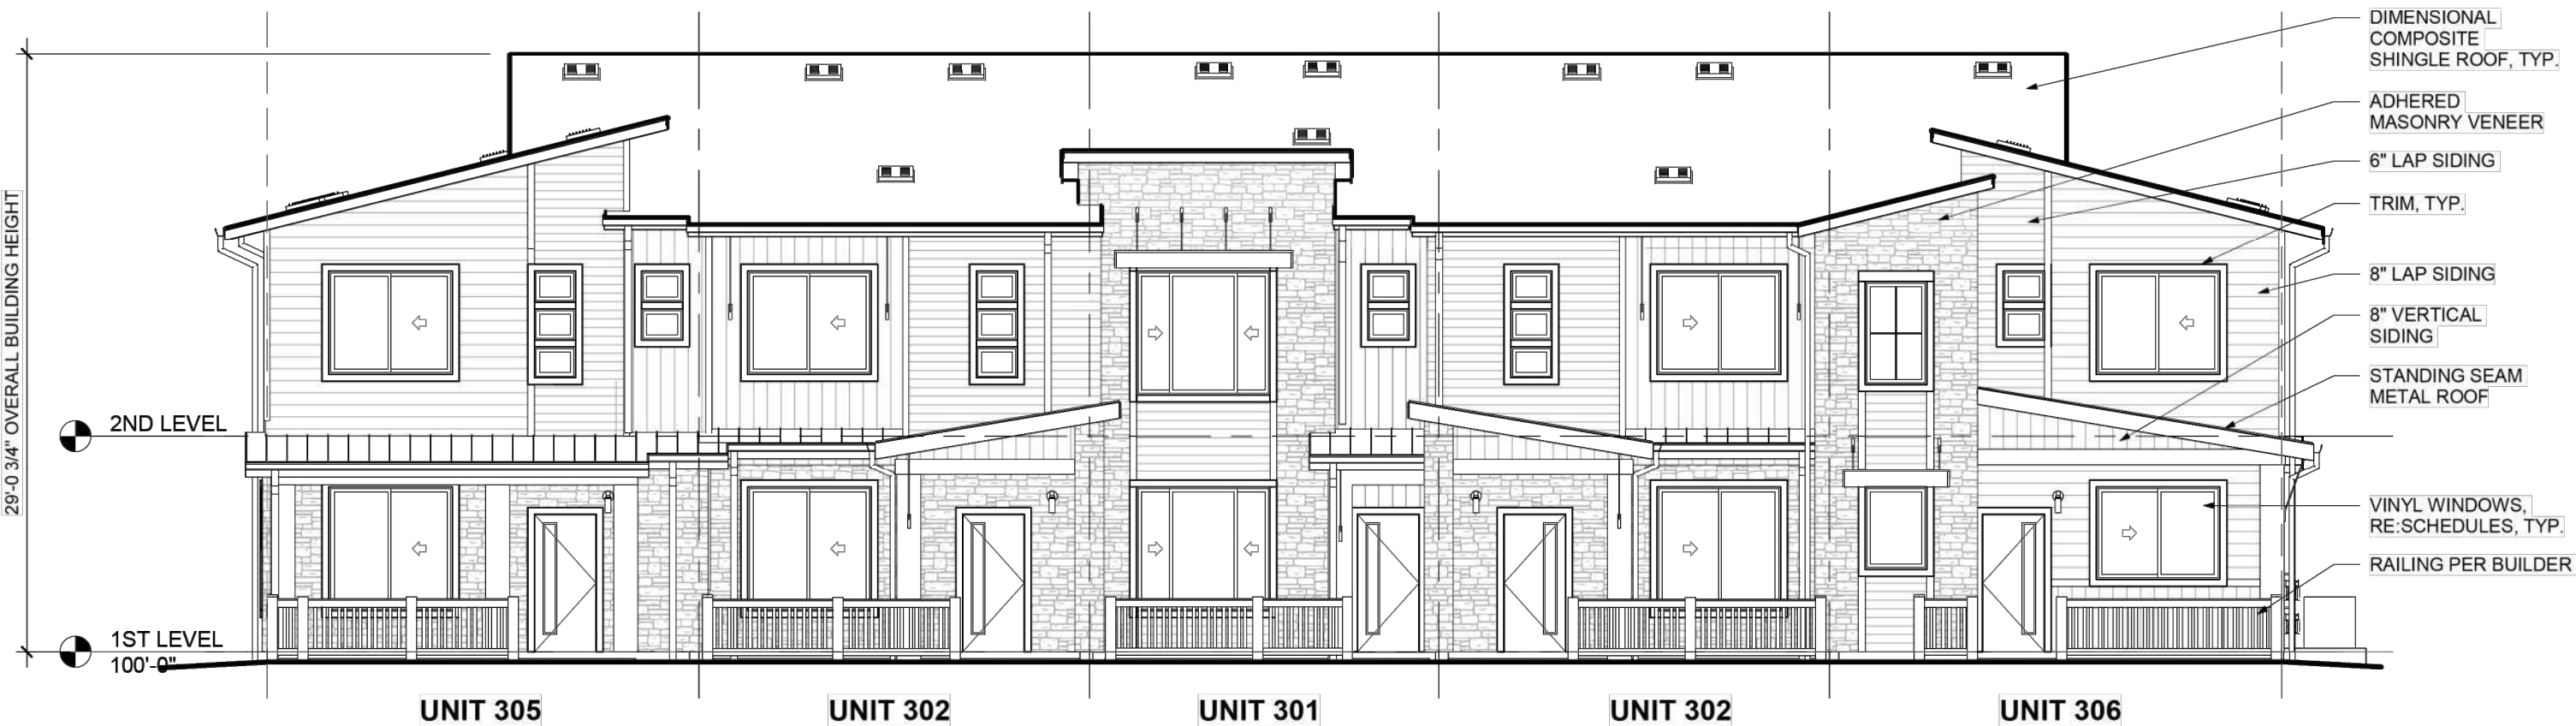 29'-0 3/4" OVERALL BUILDING HEIGHT
2ND LEVEL
1ST LEVEL
100'-0"
DIMENSIONAL
COMPOSITE
SHINGLE ROOF, TYP.
ADHERED
MASONRY VENEER
6" LAP SIDING
TRIM, TYP.
8" LAP SIDING
8" VERTICAL
SIDING
STANDING SEAM
METAL ROOF
VINYL WINDOWS,
RE:SCHEDULES, TYP.
RAILING PER BUILDER
UNIT 305
UNIT 302
UNIT 301
UNIT 302
UNIT 306